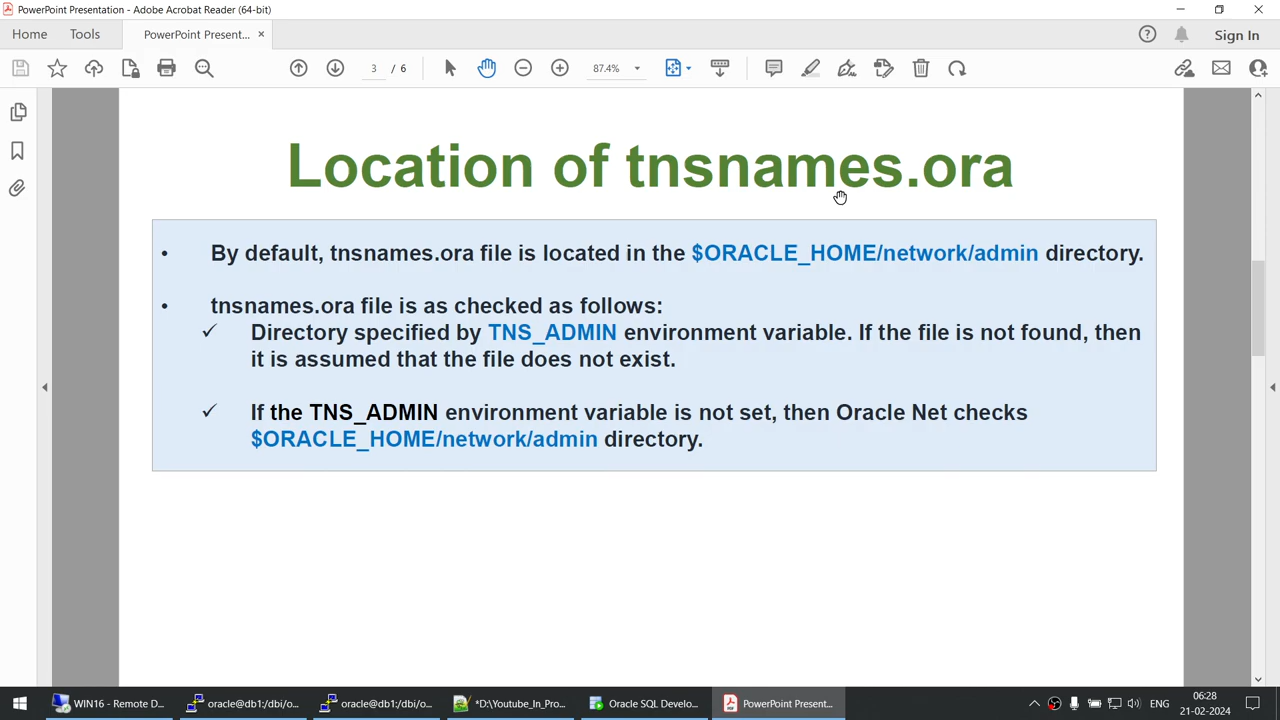 PowerPoint Presentation - Adobe Acrobat Reader (64-bit)
Home Tools PowerPoint Present... × Sign In
3 / 6 87.4%
Location of tnsnames.ora
• By default, tnsnames.ora file is located in the $ORACLE_HOME/network/admin directory.
• tnsnames.ora file is as checked as follows:
✓ Directory specified by TNS_ADMIN environment variable. If the file is not found, then
it is assumed that the file does not exist.
✓ If the TNS_ADMIN environment variable is not set, then Oracle Net checks
$ORACLE_HOME/network/admin directory.
WIN16 - Remote D... oracle@db1:/dbi/o... oracle@db1:/dbi/o... *D:\Youtube_In_Pro... Oracle SQL Develo... PowerPoint Present... ENG 06:28
21-02-2024